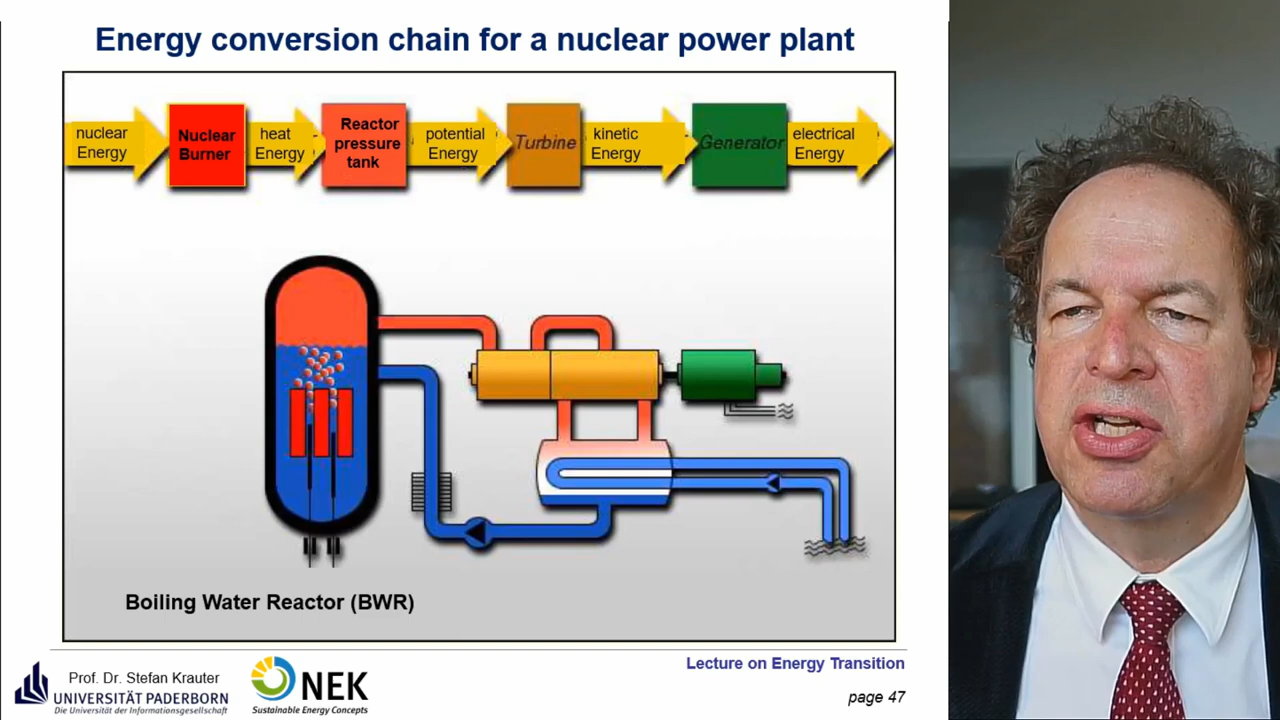 Energy conversion chain for a nuclear power plant
nuclear
Energy
Nuclear
Burner
heat
Energy
Reactor
pressure
tank
potential
Energy
Turbine
kinetic
Energy
Generator
electrical
Energy
Boiling Water Reactor (BWR)
Prof. Dr. Stefan Krauter
UNIVERSITÄT PADERBORN
Die Universität der Informationsgesellschaft
NEK
Sustainable Energy Concepts
Lecture on Energy Transition
page 47